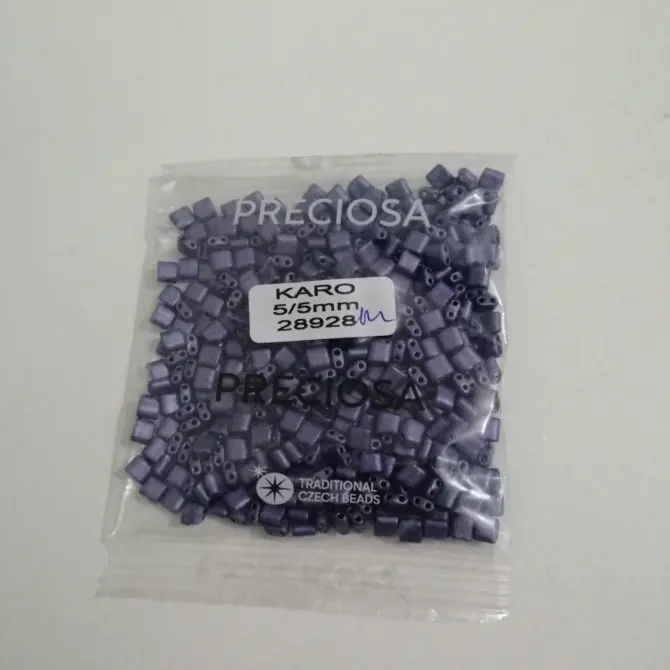 PRECIOSA
KARO
5/5mm
28928
PRECIOSA
TRADITIONAL
CZECH BEADS